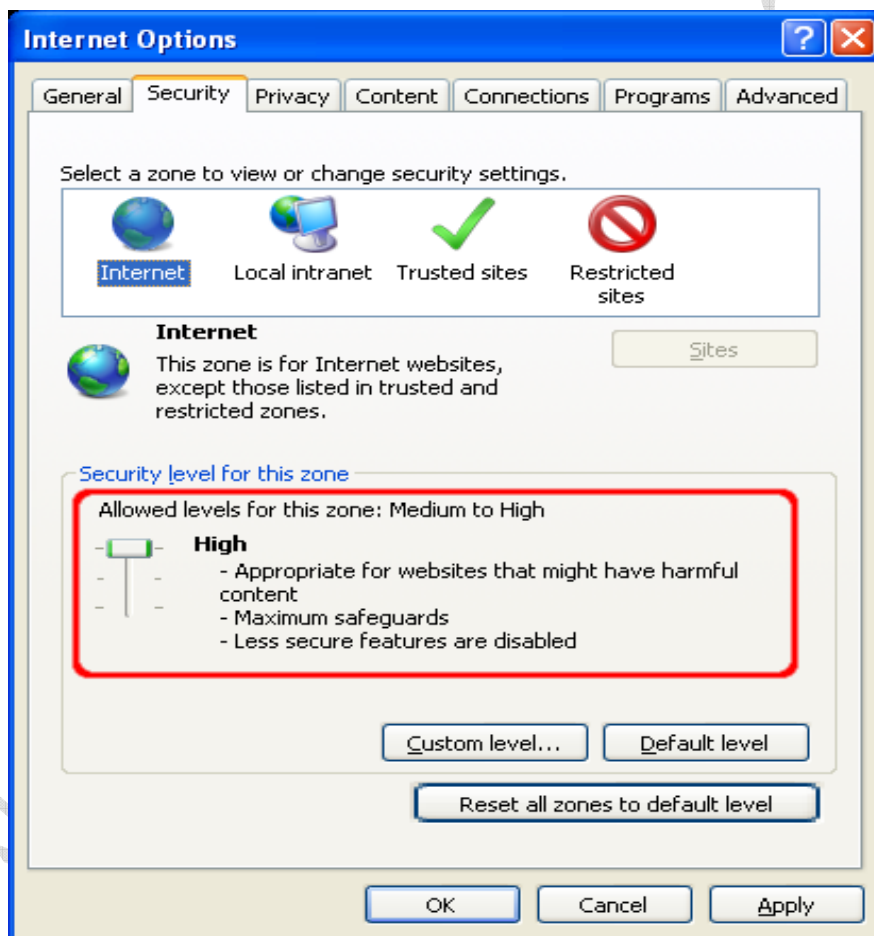 Internet Options
General Security Privacy Content Connections Programs Advanced
Select a zone to view or change security settings.
Internet Local intranet Trusted sites Restricted
sites
Internet
Sites
This zone is for Internet websites,
except those listed in trusted and
restricted zones.
Security level for this zone
Allowed levels for this zone: Medium to High
High
- Appropriate for websites that might have harmful
content
- Maximum safeguards
- Less secure features are disabled
Custom level... Default level
Reset all zones to default level
OK Cancel Apply